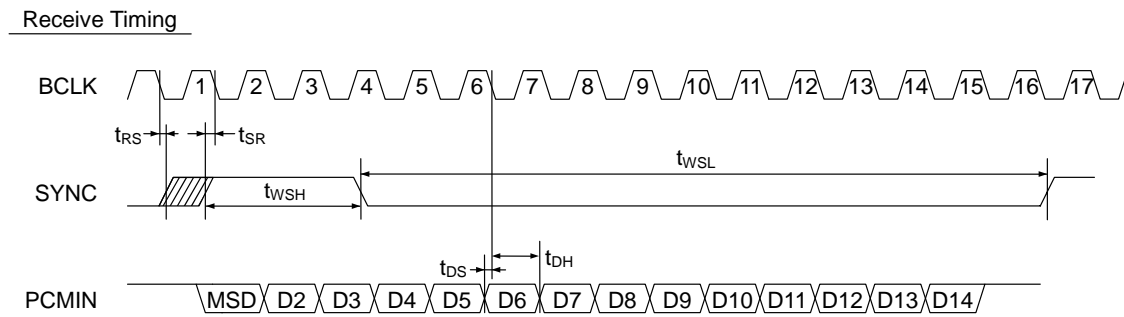 Receive Timing
BCLK 1 2 3 4 5 6 7 8 9 10 11 12 13 14 15 16 17
tRS tSR
tWSL
SYNC tWSH
tDS tDH
PCMIN MSD D2 D3 D4 D5 D6 D7 D8 D9 D10 D11 D12 D13 D14